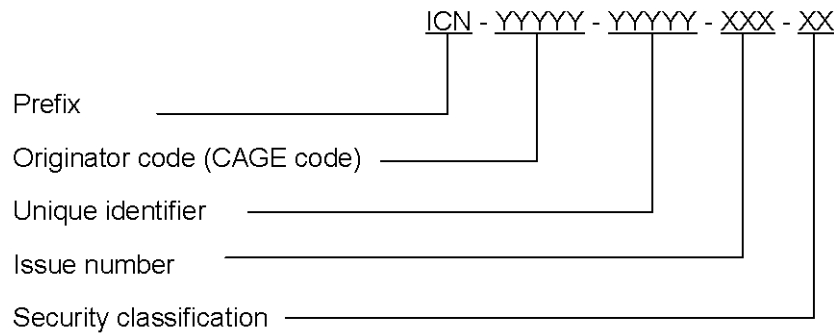 ICN - YYYYY - YYYYY - XXX - XX
Prefix
Originator code (CAGE code)
Unique identifier
Issue number
Security classification